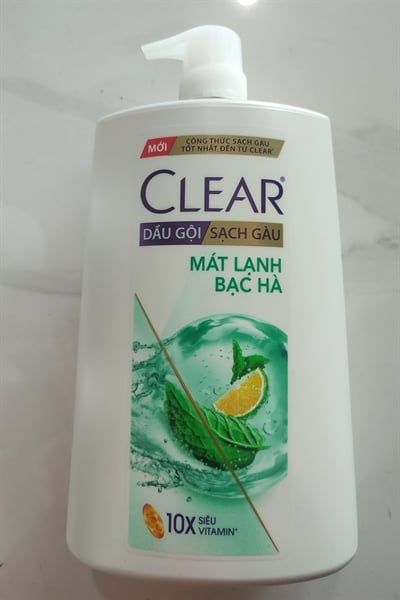 MỚI
CÔNG THỨC SẠCH GÀU
TỐT NHẤT ĐẾN TỪ CLEAR*
CLEAR®
DẦU GỘI SẠCH GÀU
MÁT LẠNH
BẠC HÀ
10X SIÊU
VITAMIN*